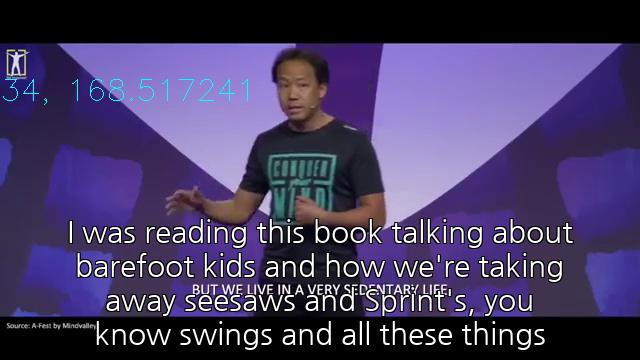 34, 168.517241
CONQUER
MIND
I was reading this book talking about
barefoot kids and how we're taking
BUT WE LIVE IN A VERY SEDENTARY LIFE
away seesaws and Sprint's, you
Source: A-Fest by Mindvalley
know swings and all these things